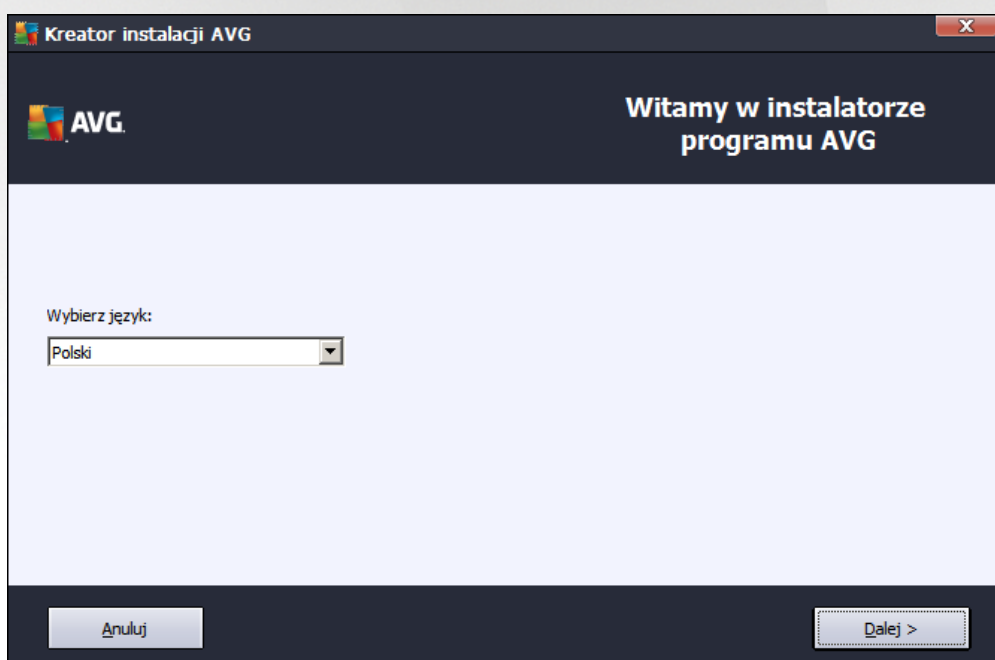 Kreator instalacji AVG
X
AVG.
Witamy w instalatorze
programu AVG
Wybierz język:
Polski
Anuluj
Dalej >